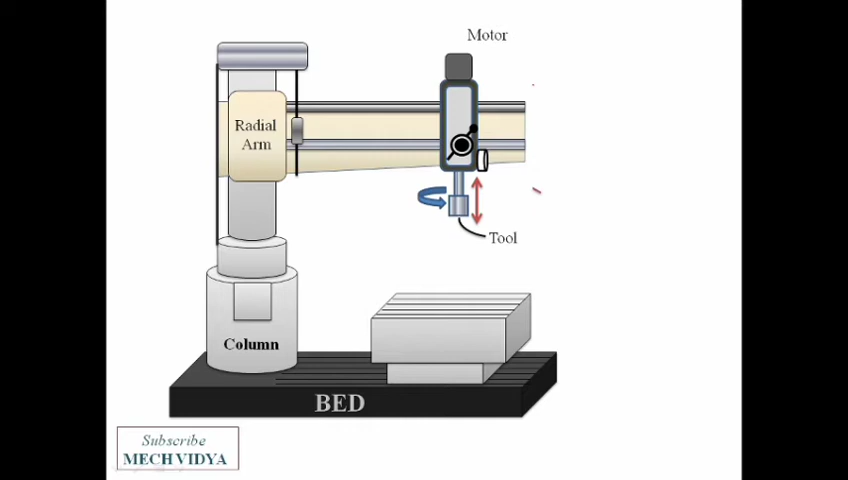 Motor
Radial
Arm
Tool
Column
BED
Subscribe
MECH VIDYA